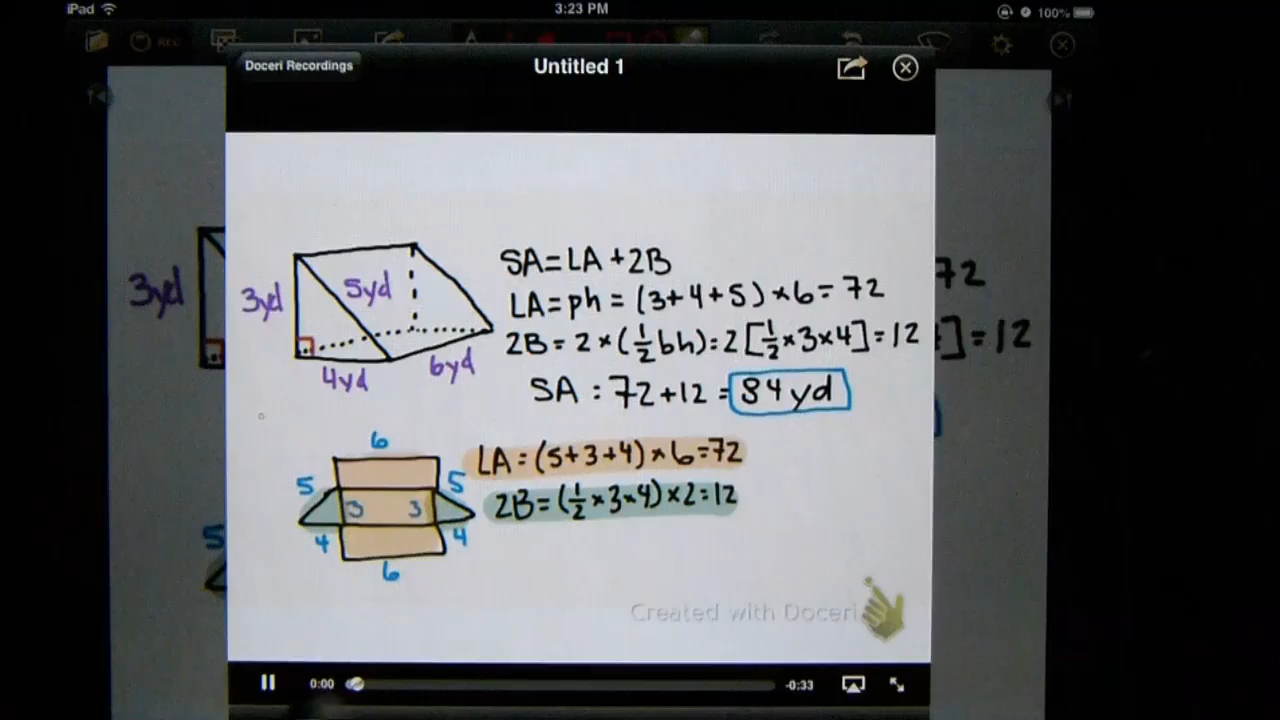 iPad 3:23 PM 100%
REC
Doceri Recordings Untitled 1
SA=LA+2B
3yd 3yd 5yd LA=ph=(3+4+5)×6=72 72
2B=2×(½bh)=2[½×3×4]=12 ]=12
4yd 6yd
SA:72+12=84yd
6
LA=(5+3+4)×6=72
5 5
2B=(½×3×4)×2=12
3 3
5 4 4
6
Created with Doceri
0:00 -0:33